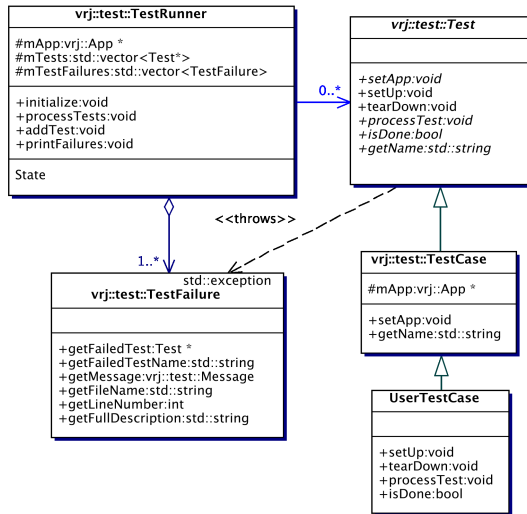 vrj::test::TestRunner
#mApp:vrj::App *
#mTests:std::vector<Test*>
#mTestFailures:std::vector<TestFailure>
+initialize:void
+processTests:void
+addTest:void
+printFailures:void
State
0..*
vrj::test::Test
+setApp:void
+setUp:void
+tearDown:void
+processTest:void
+isDone:bool
+getName:std::string
<<throws>>
1..*
std::exception
vrj::test::TestFailure
+getFailedTest:Test *
+getFailedTestName:std::string
+getMessage:vrj::test::Message
+getFileName:std::string
+getLineNumber:int
+getFullDescription:std::string
vrj::test::TestCase
#mApp:vrj::App *
+setApp:void
+getName:std::string
UserTestCase
+setUp:void
+tearDown:void
+processTest:void
+isDone:bool